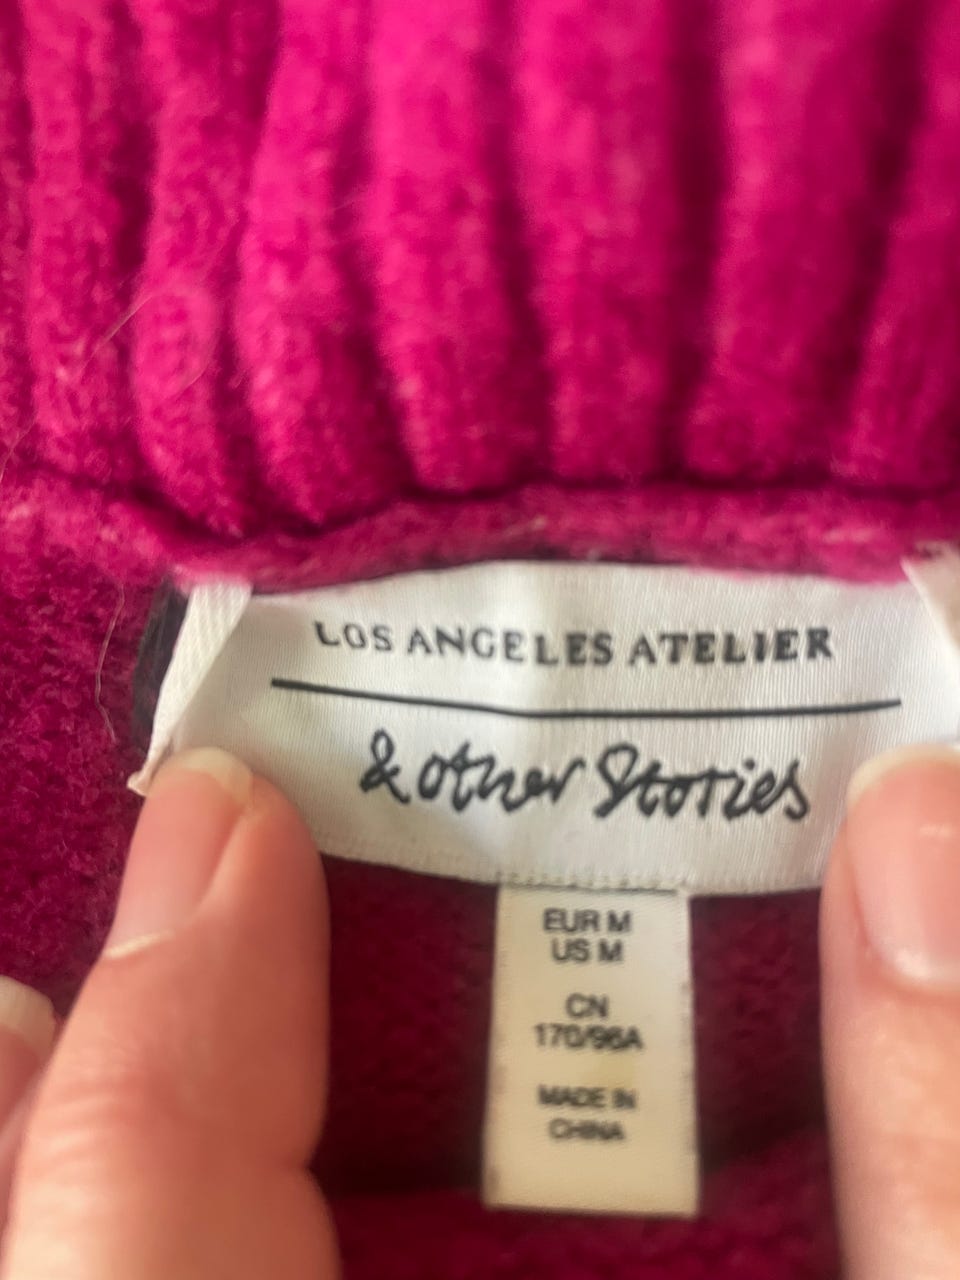 LOS ANGELES ATELIER
& other Stories
EUR M
US M
CN
170/96A
MADE IN
CHINA